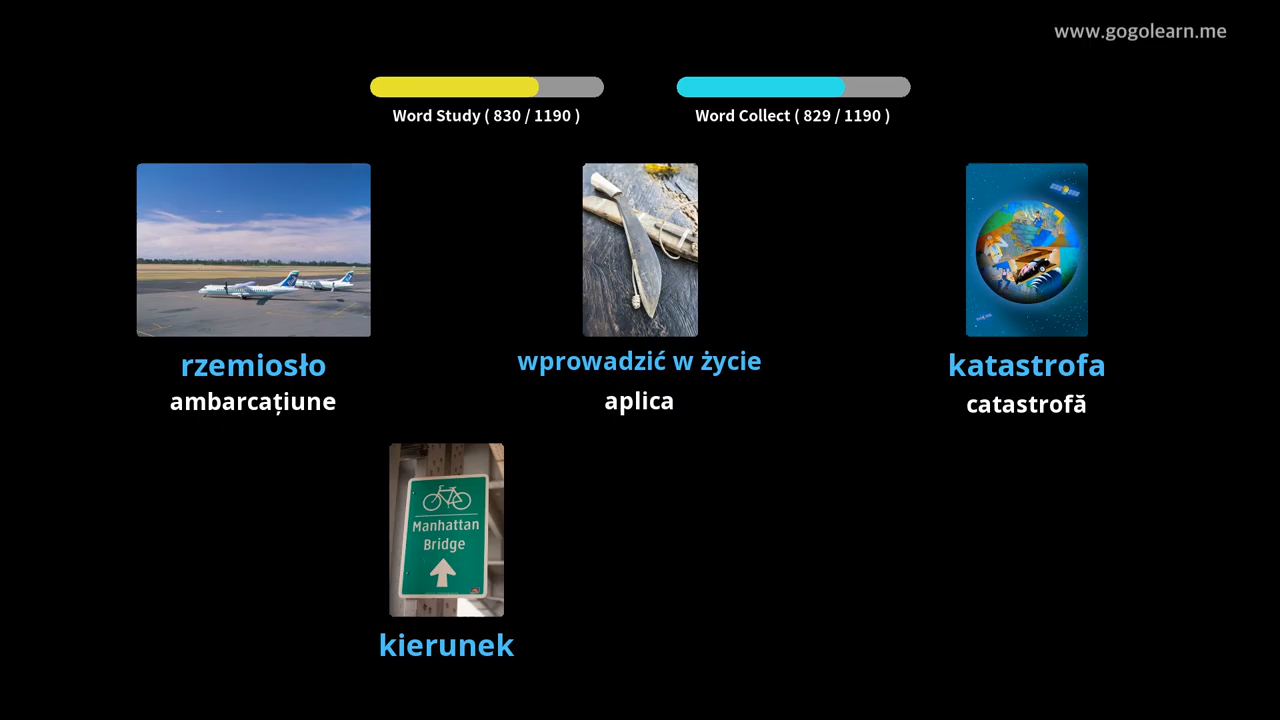 www.gogolearn.me
Word Study ( 830 / 1190 )
Word Collect ( 829 / 1190 )
rzemiosło
ambarcațiune
wprowadzić w życie
aplica
katastrofa
catastrofă
Manhattan
Bridge
kierunek